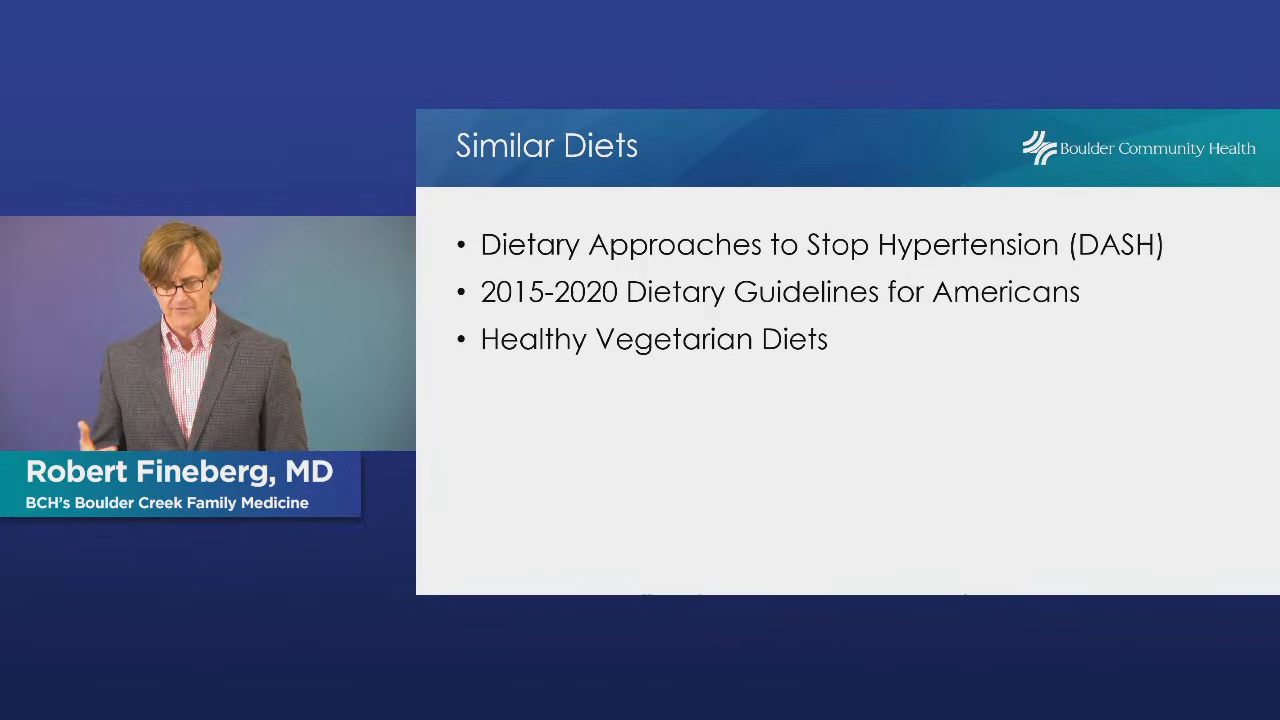 Similar Diets
Boulder Community Health
• Dietary Approaches to Stop Hypertension (DASH)
• 2015-2020 Dietary Guidelines for Americans
• Healthy Vegetarian Diets
Robert Fineberg, MD
BCH's Boulder Creek Family Medicine